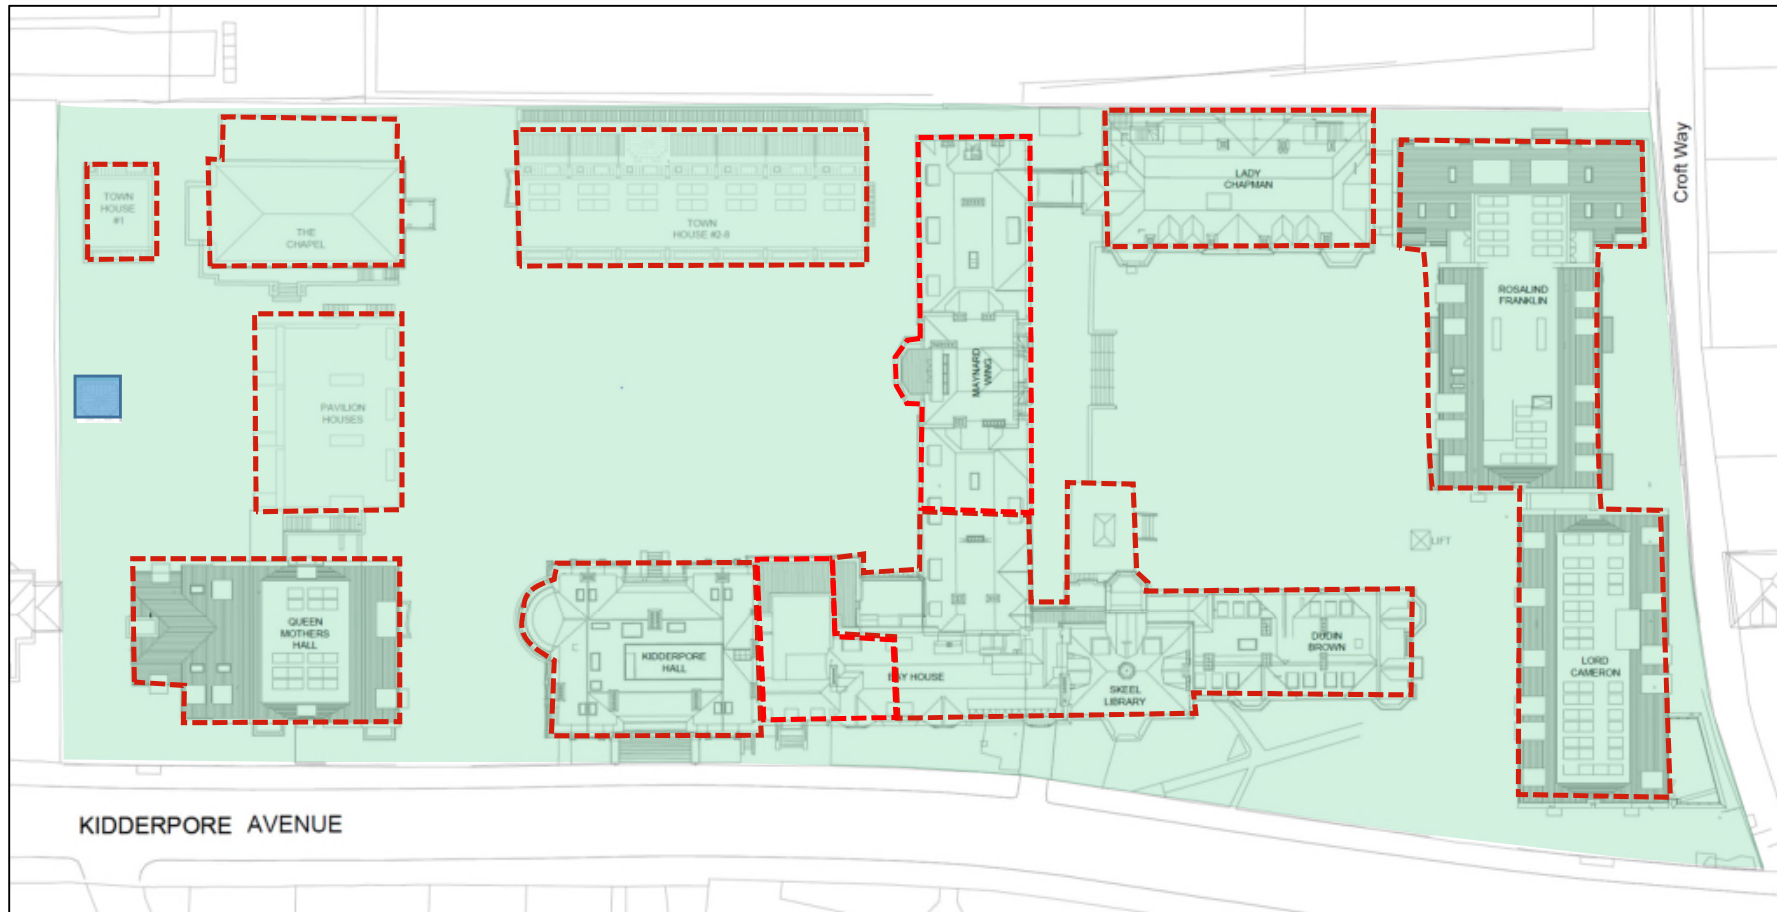 TOWN
HOUSE
#1
THE
CHAPEL
TOWN
HOUSE #2-8
MAYNARD
WING
LADY
CHAPMAN
Croft Way
ROSALIND
FRANKLIN
PAVILION
HOUSES
LIFT
QUEEN
MOTHERS
HALL
KIDDERPORE
HALL
BAY HOUSE
SKEEL
LIBRARY
DUDIN
BROWN
LORD
CAMERON
KIDDERPORE AVENUE